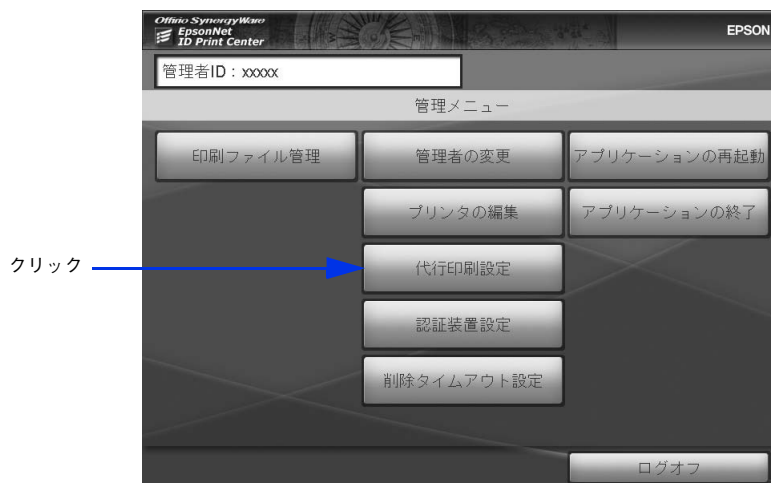 Offirio SynergyWare
EpsonNet
ID Print Center
EPSON
管理者ID：xxxxx
管理メニュー
印刷ファイル管理
管理者の変更
アプリケーションの再起動
プリンタの編集
アプリケーションの終了
クリック
代行印刷設定
認証装置設定
削除タイムアウト設定
ログオフ